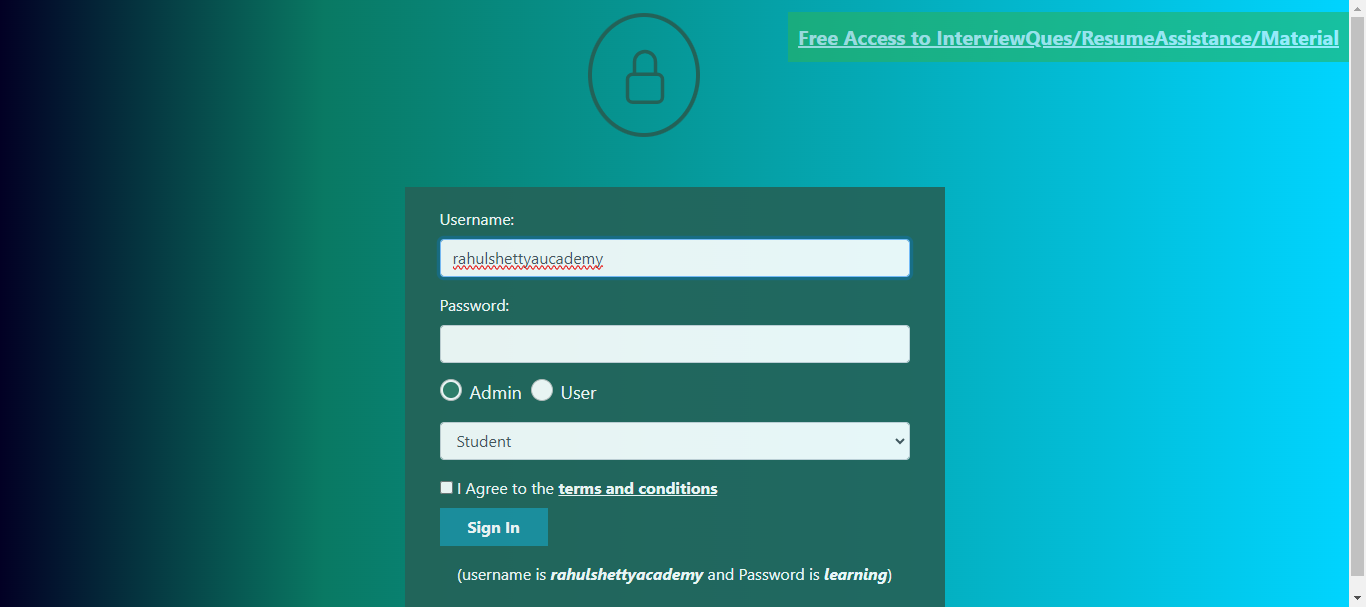 Free Access to InterviewQues/ResumeAssistance/Material
Username:
rahulshettyaucademy
Password:
Admin User
Student
I Agree to the terms and conditions
Sign In
(username is rahulshettyacademy and Password is learning)